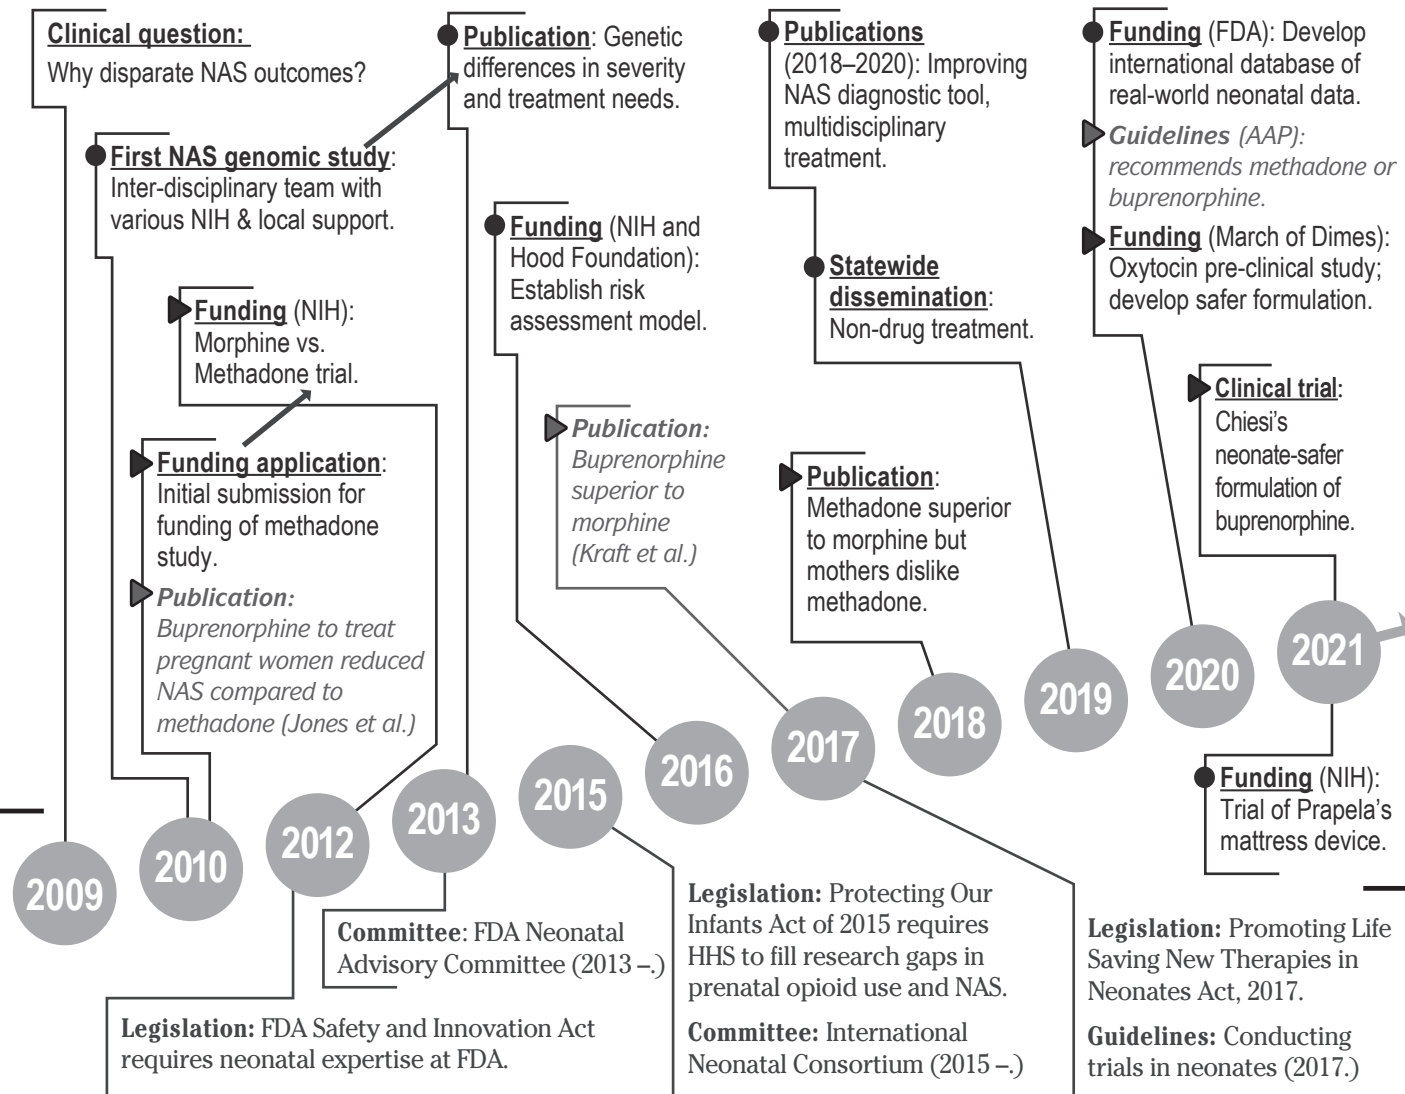 Clinical question:
Why disparate NAS outcomes?
First NAS genomic study:
Inter-disciplinary team with
various NIH & local support.
Funding (NIH):
Morphine vs.
Methadone trial.
Funding application:
Initial submission for
funding of methadone
study.
Publication:
Buprenorphine to treat
pregnant women reduced
NAS compared to
methadone (Jones et al.)
Publication: Genetic
differences in severity
and treatment needs.
Funding (NIH and
Hood Foundation):
Establish risk
assessment model.
Publication:
Buprenorphine
superior to
morphine
(Kraft et al.)
Publications
(2018–2020): Improving
NAS diagnostic tool,
multidisciplinary
treatment.
Statewide
dissemination:
Non-drug treatment.
Publication:
Methadone superior
to morphine but
mothers dislike
methadone.
Funding (FDA): Develop
international database of
real-world neonatal data.
Guidelines (AAP):
recommends methadone or
buprenorphine.
Funding (March of Dimes):
Oxytocin pre-clinical study;
develop safer formulation.
Clinical trial:
Chiesi's
neonate-safer
formulation of
buprenorphine.
2009
2010
2012
2013
2015
2016
2017
2018
2019
2020
2021
Funding (NIH):
Trial of Prapela's
mattress device.
Committee: FDA Neonatal
Advisory Committee (2013 –.)
Legislation: FDA Safety and Innovation Act
requires neonatal expertise at FDA.
Legislation: Protecting Our
Infants Act of 2015 requires
HHS to fill research gaps in
prenatal opioid use and NAS.
Committee: International
Neonatal Consortium (2015 –.)
Legislation: Promoting Life
Saving New Therapies in
Neonates Act, 2017.
Guidelines: Conducting
trials in neonates (2017.)